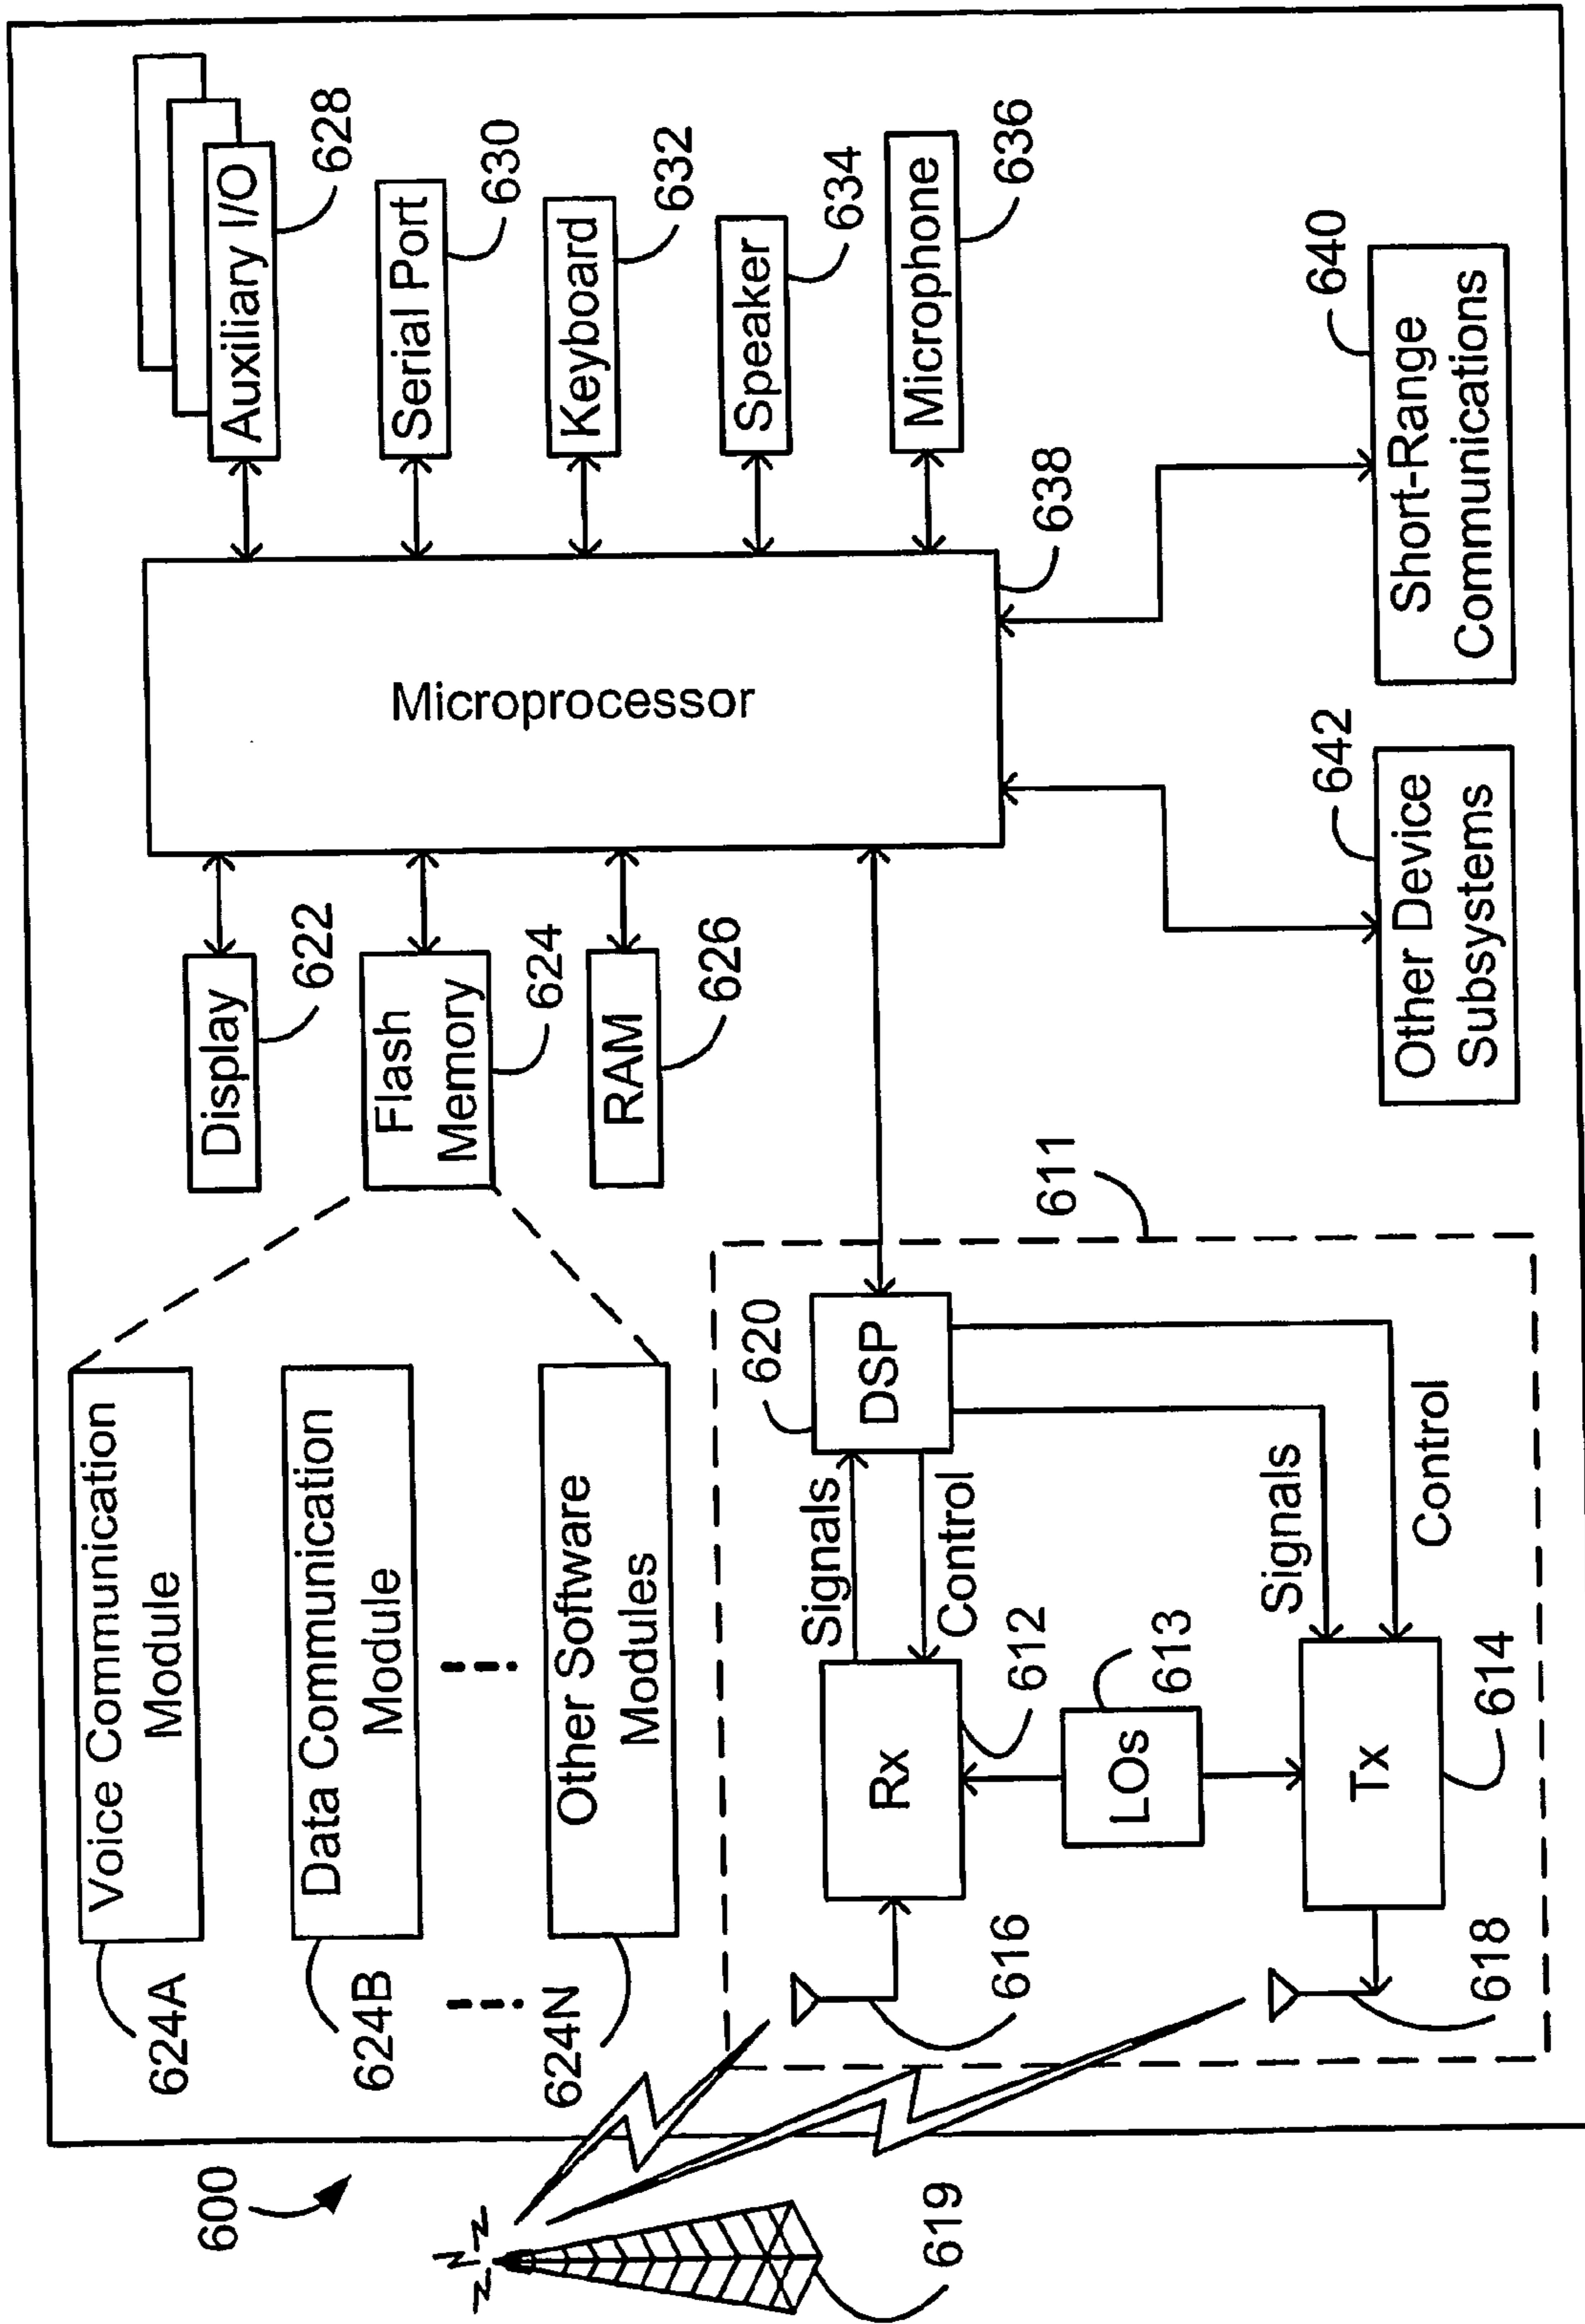 600
619
624A
Voice Communication
Module
624B
Data Communication
Module
624N
Other Software
Modules
Display
622
Flash
Memory
624
RAM
626
Microprocessor
638
Auxiliary I/O
628
Serial Port
630
Keyboard
632
Speaker
634
Microphone
636
Short-Range
Communications
640
Other Device
Subsystems
642
611
DSP
620
Signals
Control
Rx
612
LOs
613
Signals
Control
Tx
614
616
618